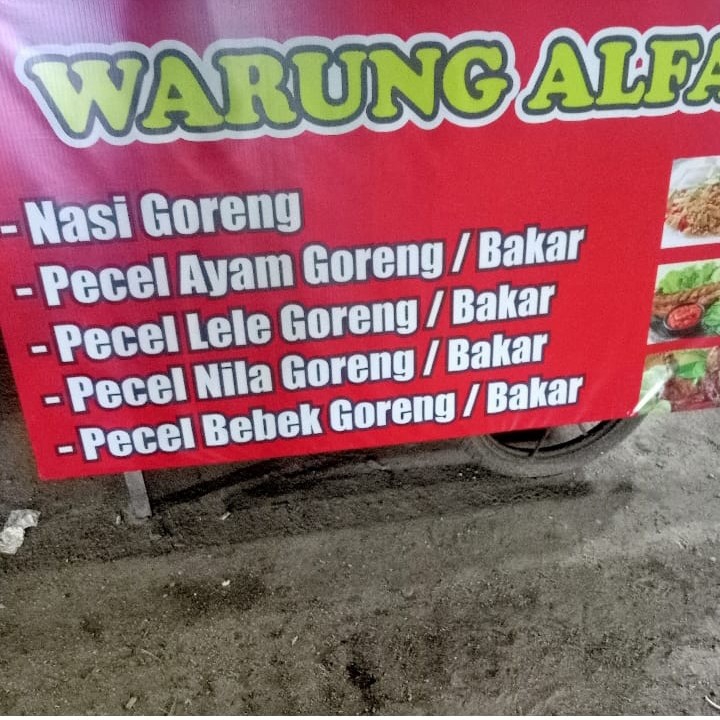 WARUNG ALFA
- Nasi Goreng
- Pecel Ayam Goreng / Bakar
- Pecel Lele Goreng / Bakar
- Pecel Nila Goreng / Bakar
- Pecel Bebek Goreng / Bakar